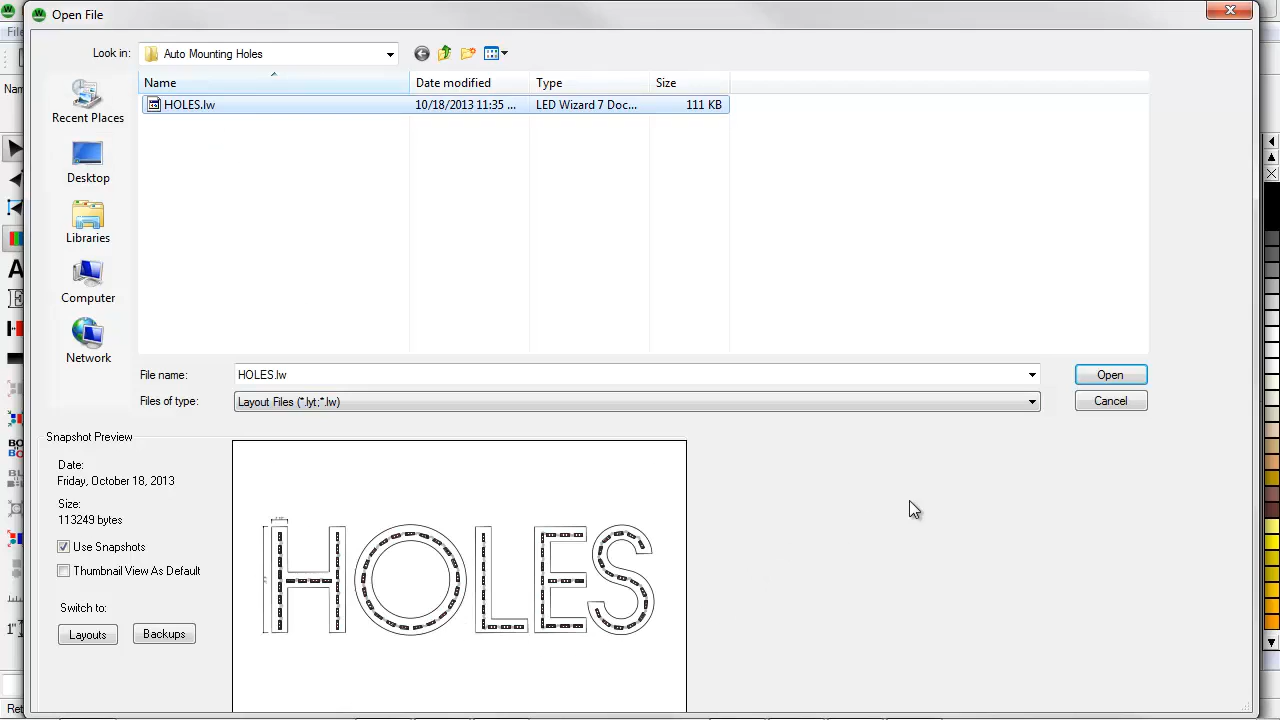 Open File
File
Look in: Auto Mounting Holes
Name Date modified Type Size
HOLES.lw 10/18/2013 11:35 ... LED Wizard 7 Doc... 111 KB
Recent Places
Desktop
Libraries
Computer
Network
File name: HOLES.lw Open
Files of type: Layout Files (*.lyt;*.lw) Cancel
Snapshot Preview
Date:
Friday, October 18, 2013
Size:
113249 bytes
Use Snapshots
Thumbnail View As Default
Switch to:
Layouts Backups
HOLES